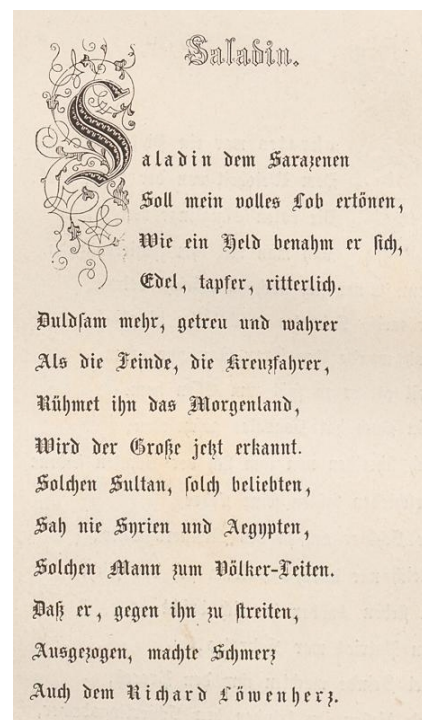 Saladin.
Saladin dem Sarazenen
Soll mein volles Lob ertönen,
Wie ein Held benahm er sich,
Edel, tapfer, ritterlich.
Duldsam mehr, getreu und wahrer
Als die Feinde, die Kreuzfahrer,
Rühmet ihn das Morgenland,
Wird der Große jetzt erkannt.
Solchen Sultan, solch beliebten,
Sah nie Syrien und Aegypten,
Solchen Mann zum Völker-Leiten.
Daß er, gegen ihn zu streiten,
Ausgezogen, machte Schmerz
Auch dem Richard Löwenherz.